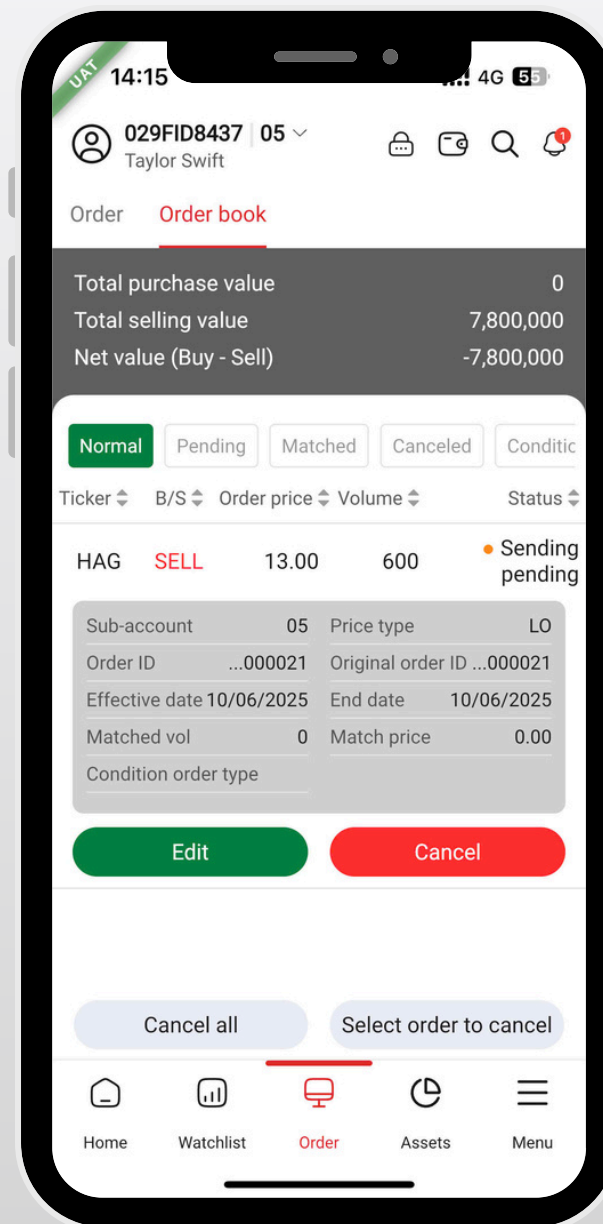 UAT
14:15
4G 55
029FID8437 05
Taylor Swift
1
Order Order book
Total purchase value 0
Total selling value 7,800,000
Net value (Buy - Sell) -7,800,000
Normal Pending Matched Canceled Conditic
Ticker B/S Order price Volume Status
HAG SELL 13.00 600 Sending
pending
Sub-account 05 Price type LO
Order ID ...000021 Original order ID ...000021
Effective date 10/06/2025 End date 10/06/2025
Matched vol 0 Match price 0.00
Condition order type
Edit Cancel
Cancel all Select order to cancel
Home Watchlist Order Assets Menu